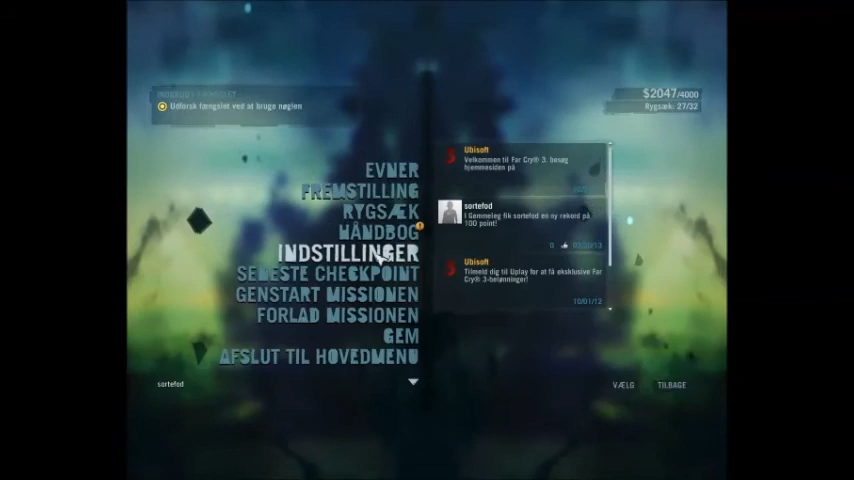 Udforsk fængslet ved at bruge nøglen
$2047/4000
Rygsæk: 27/32
EVNER
FREMSTILLING
RYGSÆK
HÅNDBOG
INDSTILLINGER
SENESTE CHECKPOINT
GENSTART MISSIONEN
FORLAD MISSIONEN
GEM
AFSLUT TIL HOVEDMENU
Ubisoft
Velkommen til Far Cry® 3. besøg
hjemmesiden på
sortefod
I Gemmeleg fik sortefod en ny rekord på
100 point!
0
Ubisoft
Tilmeld dig til Uplay for at få eksklusive Far
Cry® 3-belønninger!
10/01/12
sortefod
VÆLG
TILBAGE